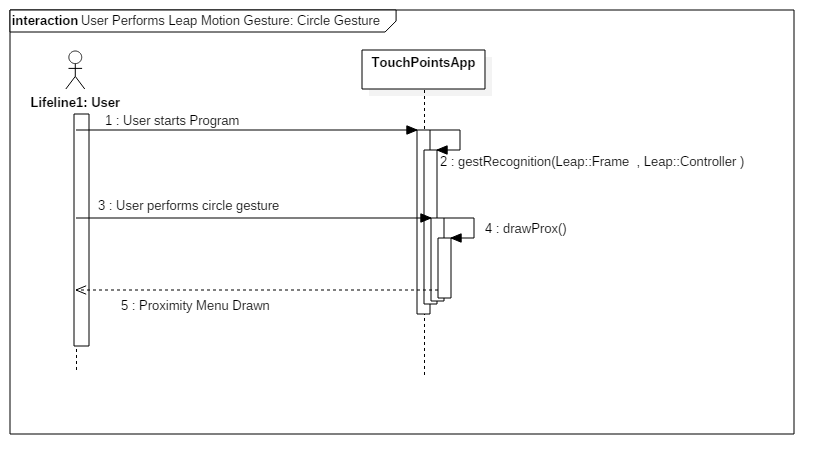 interaction User Performs Leap Motion Gesture: Circle Gesture
TouchPointsApp
Lifeline1: User
1 : User starts Program
2 : gestRecognition(Leap::Frame , Leap::Controller )
3 : User performs circle gesture
4 : drawProx()
5 : Proximity Menu Drawn